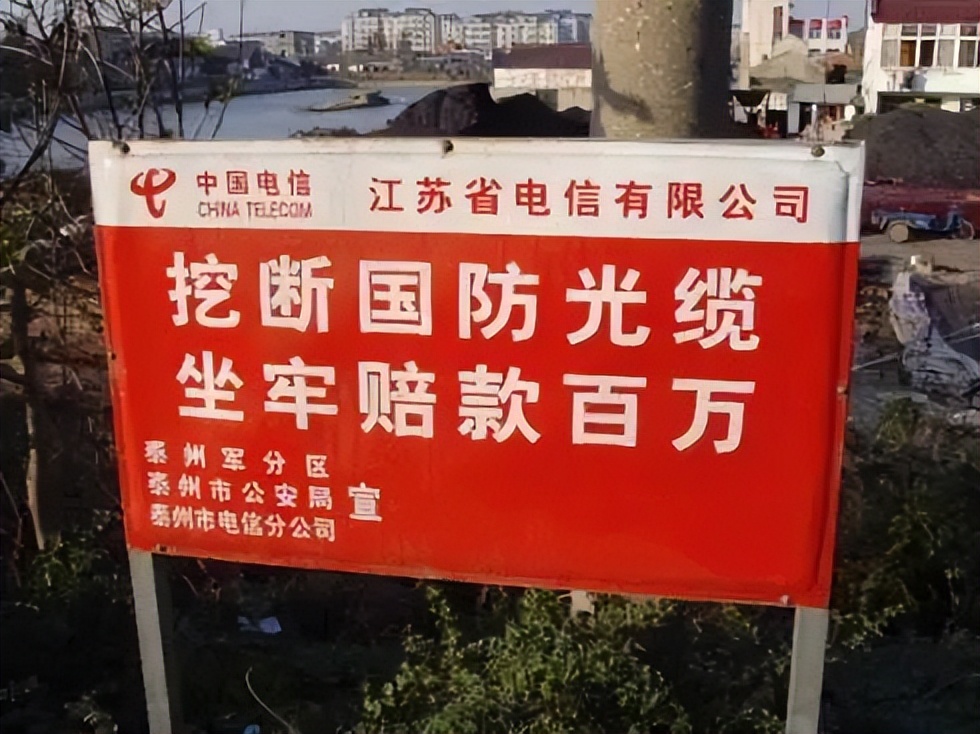 中国电信 江苏省电信有限公司
CHINA TELECOM
挖断国防光缆
坐牢赔款百万
泰州军分区
泰州市公安局 宣
泰州市电信分公司